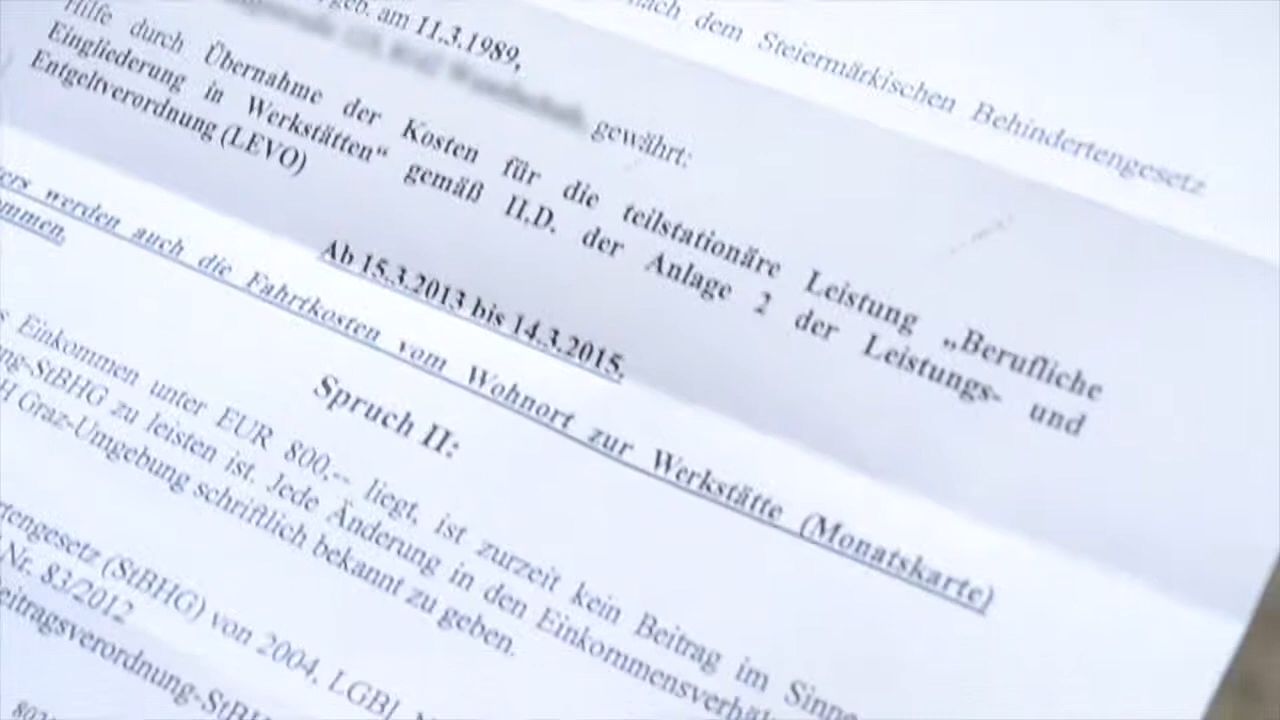 nach dem Steiermärkischen Behindertengesetz
geb. am 11.3.1989,
gewährt:
Hilfe durch Übernahme der Kosten für die teilstationäre Leistung „Berufliche
Eingliederung in Werkstätten“ gemäß II.D. der Anlage 2 der Leistungs- und
Entgeltverordnung (LEVO)
Ab 15.3.2013 bis 14.3.2015.
ers werden auch die Fahrtkosten vom Wohnort zur Werkstätte (Monatskarte)
ommen.
Spruch II:
s Einkommen unter EUR 800,-- liegt, ist zurzeit kein Beitrag im Sinne
ng-StBHG zu leisten ist. Jede Änderung in den Einkommensverhäl
H Graz-Umgebung schriftlich bekannt zu geben.
rtengesetz (StBHG) von 2004, LGBl.
Nr. 83/2012
eitragsverordnung-StBH